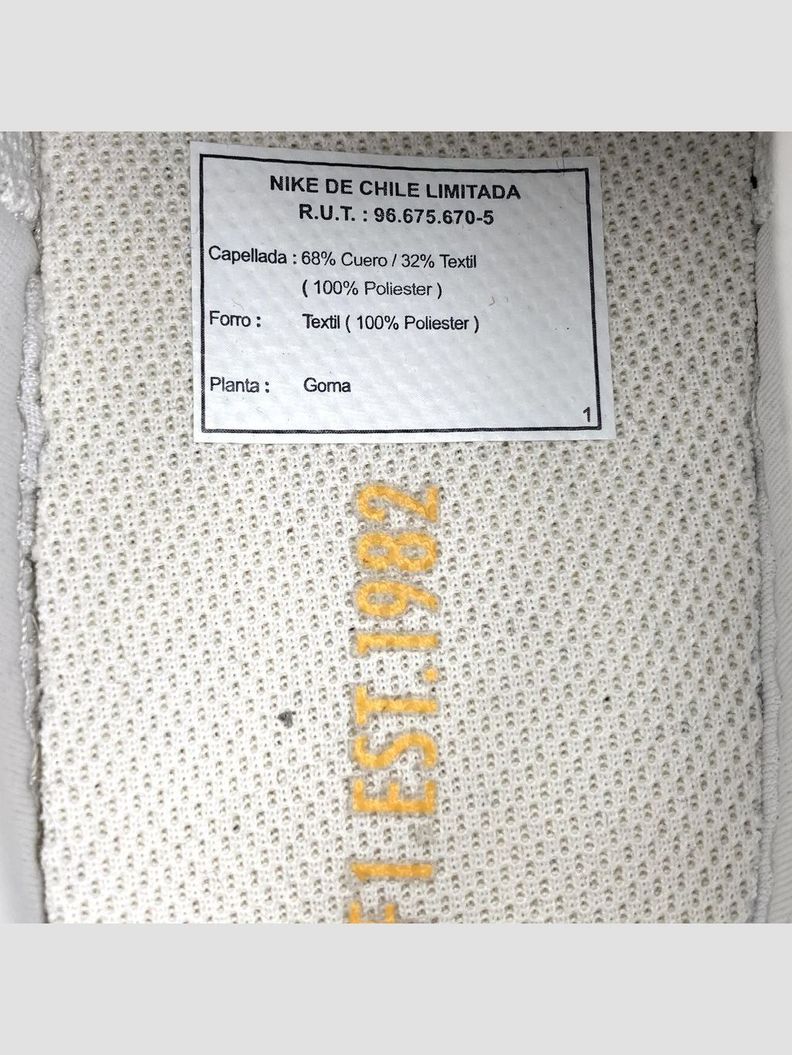 NIKE DE CHILE LIMITADA
R.U.T. : 96.675.670-5
Capellada : 68% Cuero / 32% Textil
( 100% Poliester )
Forro : Textil ( 100% Poliester )
Planta : Goma
1
1 EST.1982